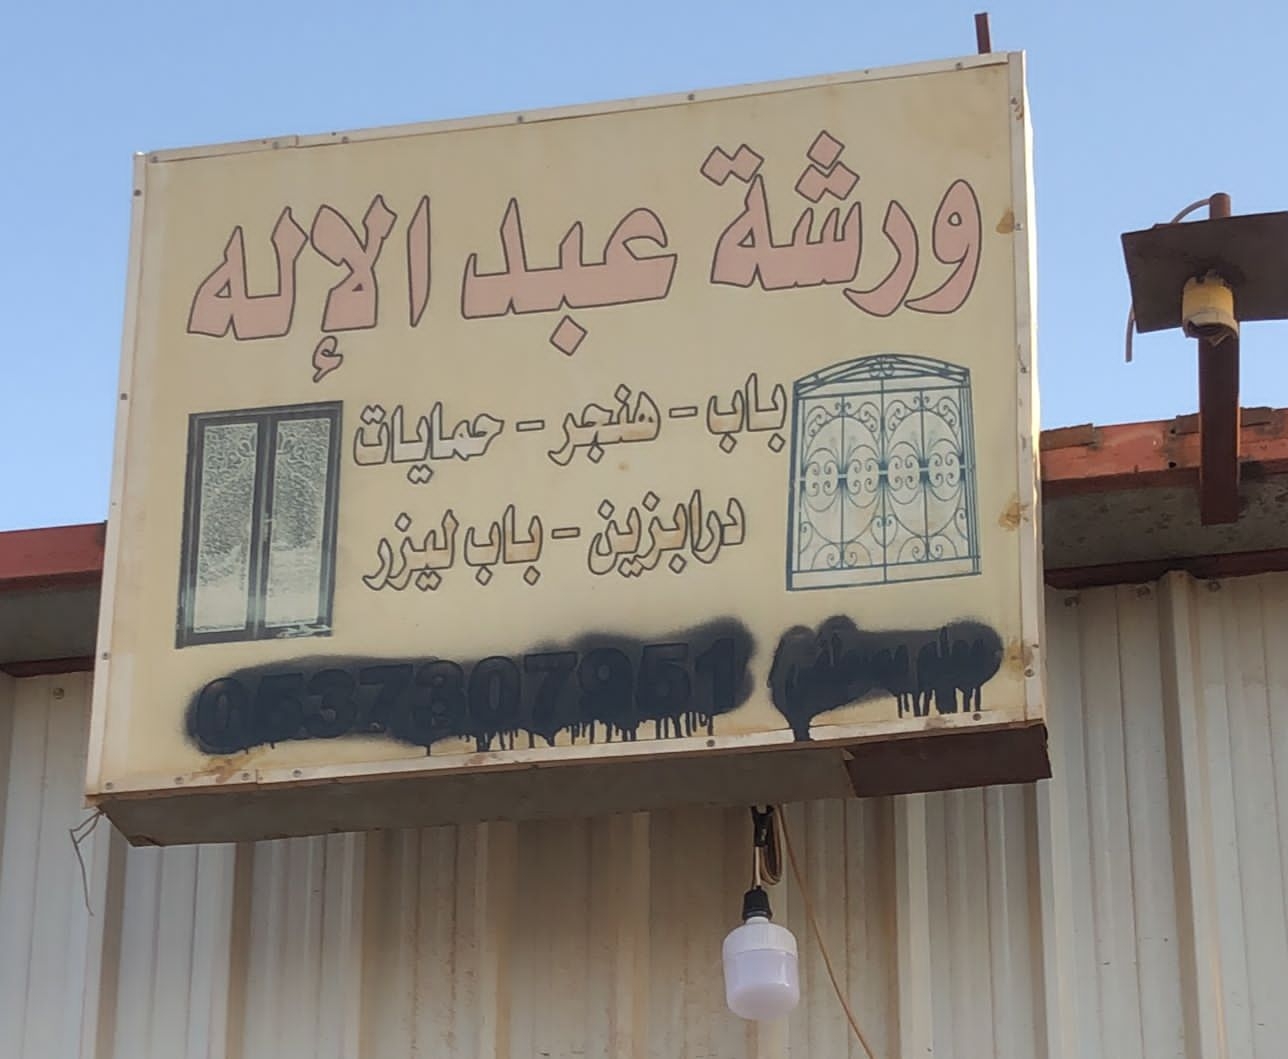 ورشة عبد الإله
باب - هنجر - حمايات
درابزين - باب ليزر
0537307951